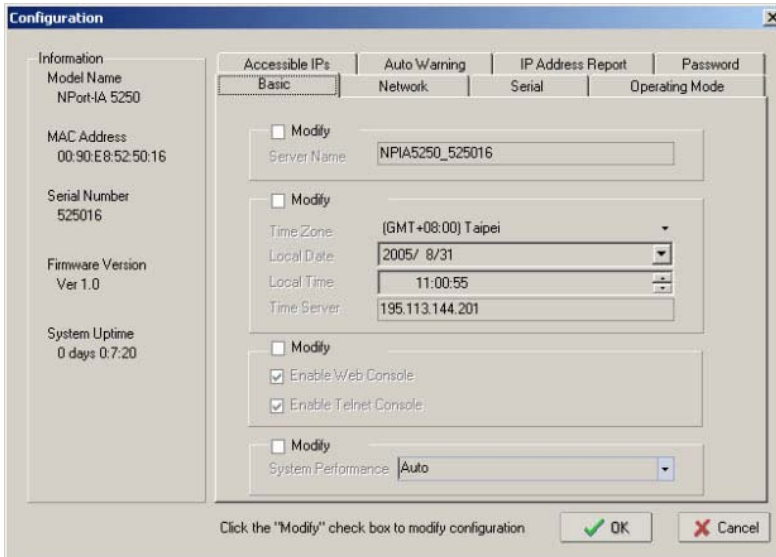 Configuration
Information
Model Name
NPort-IA 5250
MAC Address
00:90:E8:52:50:16
Serial Number
525016
Firmware Version
Ver 1.0
System Uptime
0 days 0:7:20
Accessible IPs Auto Warning IP Address Report Password
Basic Network Serial Operating Mode
Modify
Server Name NPIA5250_525016
Modify
Time Zone (GMT+08:00) Taipei
Local Date 2005/ 8/31
Local Time 11:00:55
Time Server 195.113.144.201
Modify
Enable Web Console
Enable Telnet Console
Modify
System Performance Auto
Click the "Modify" check box to modify configuration OK Cancel